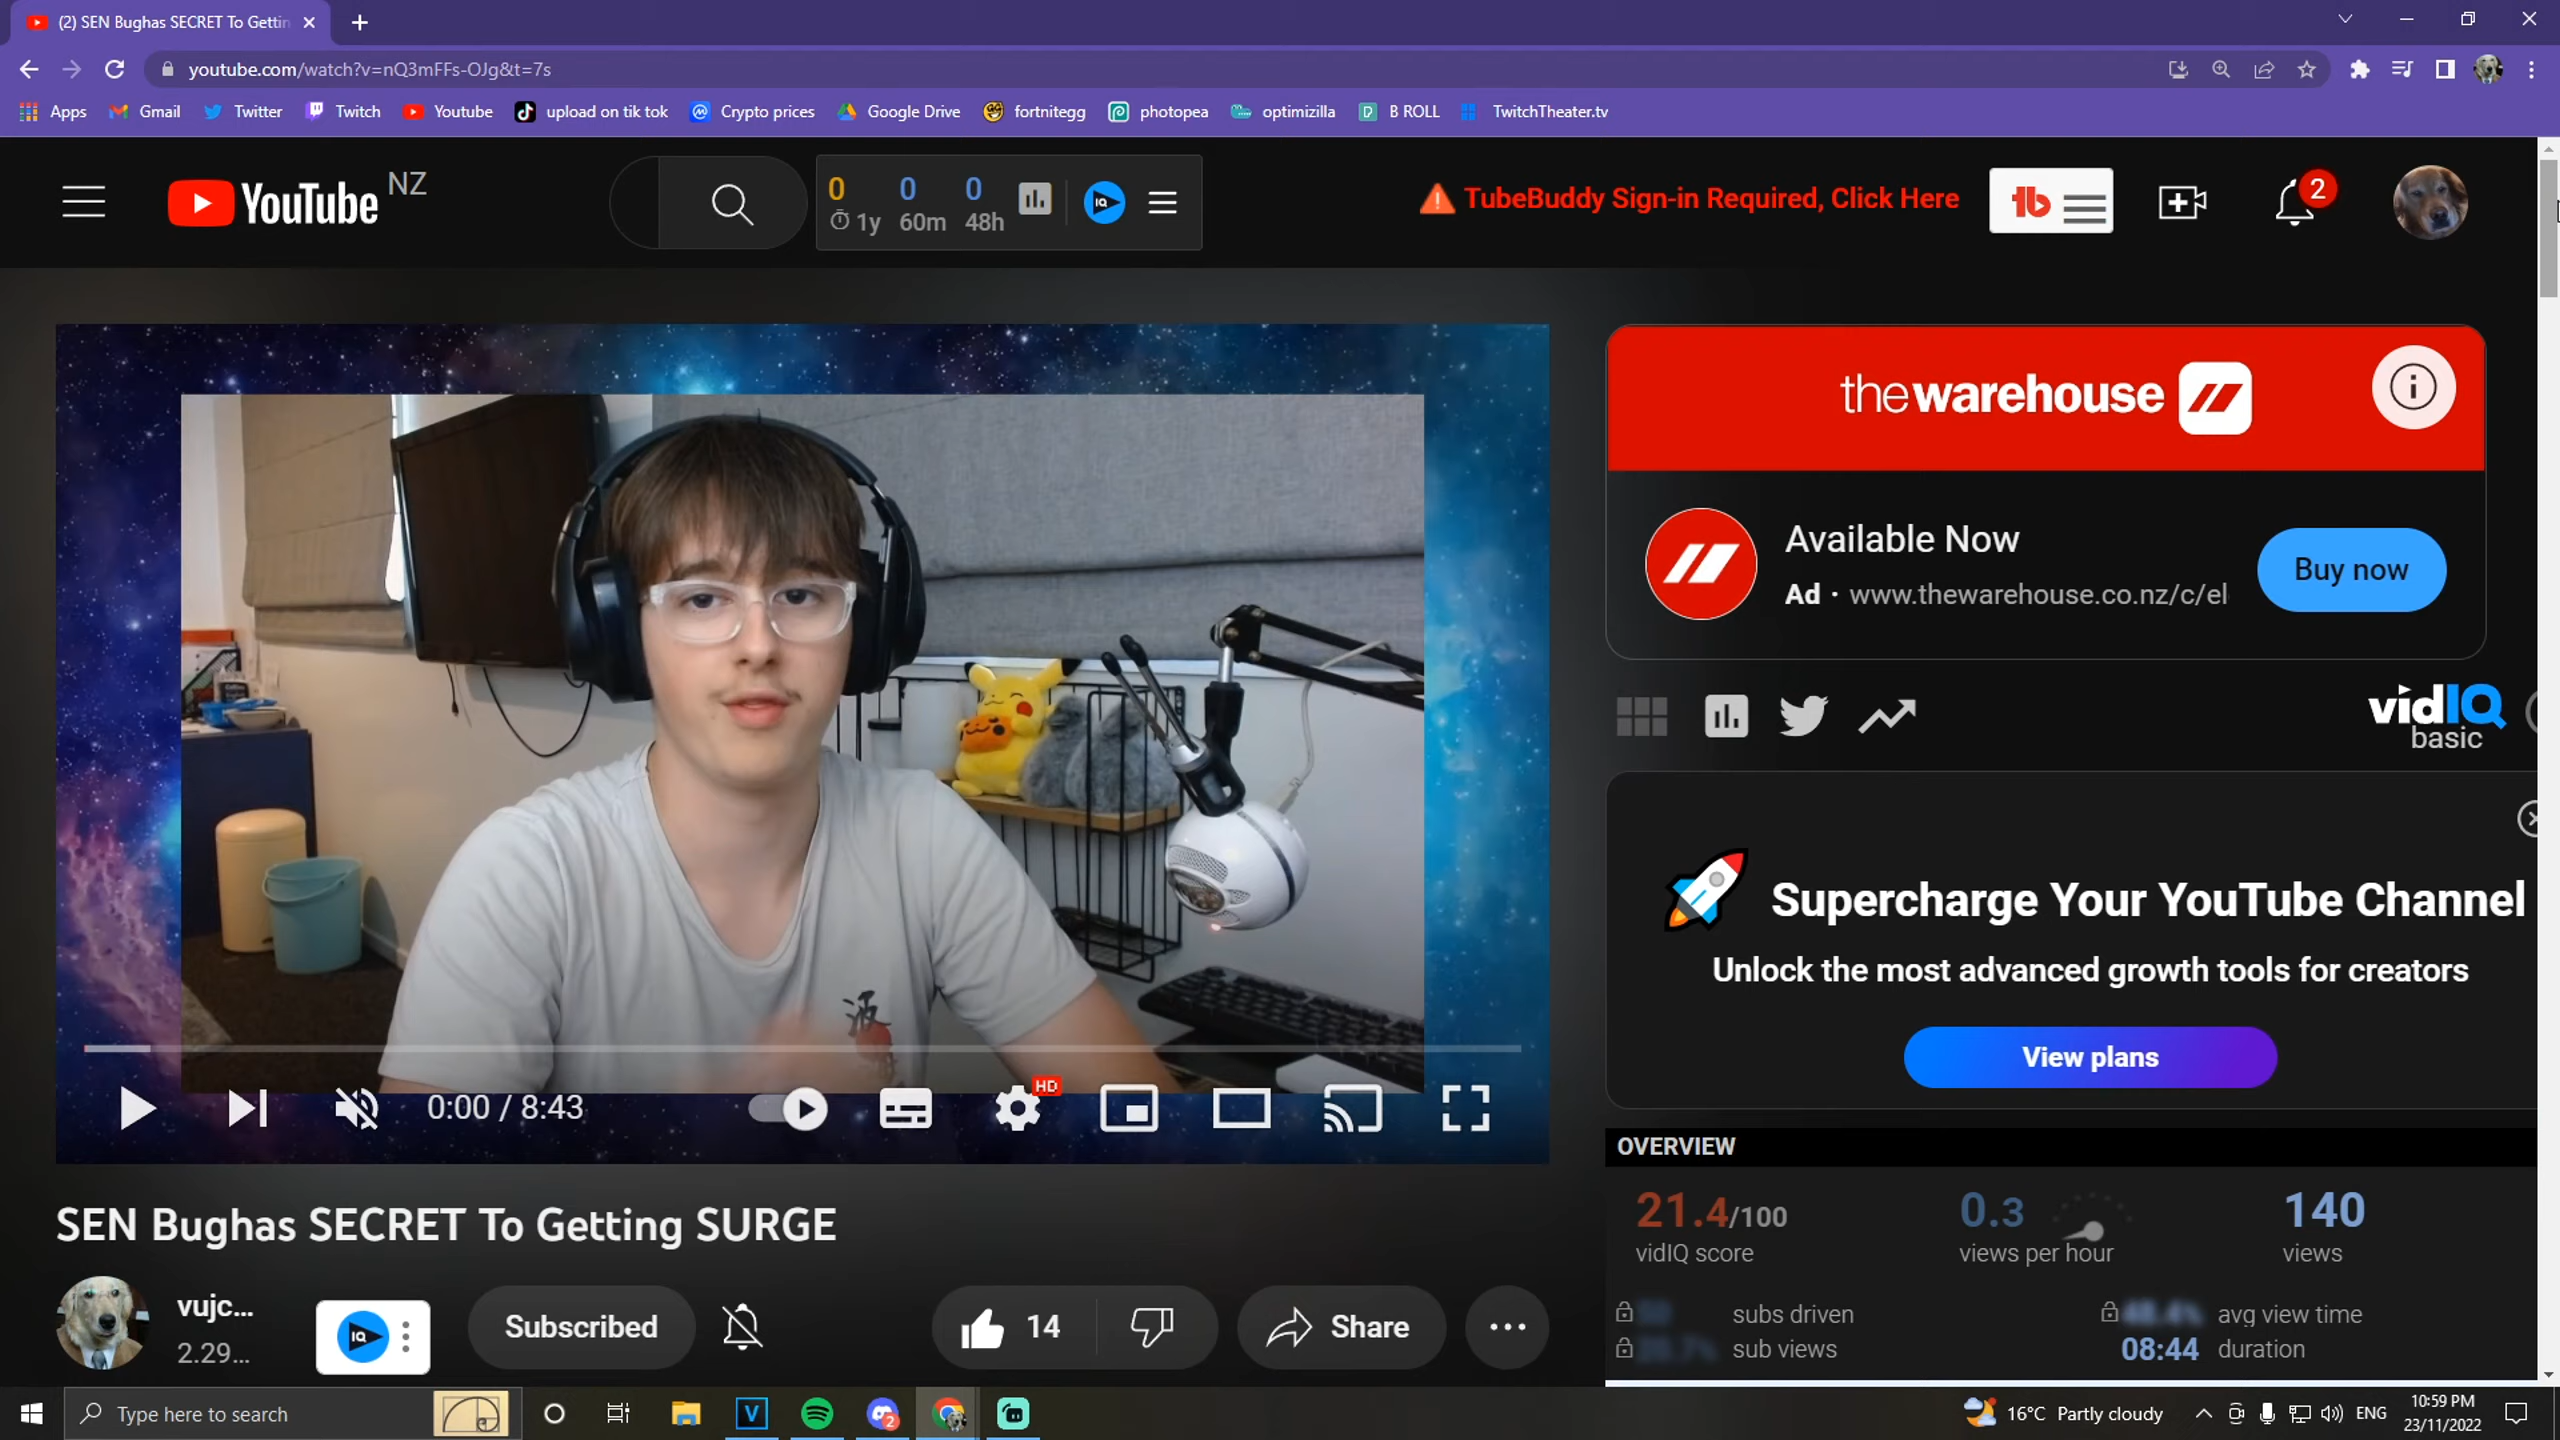 (2) SEN Bughas SECRET To Gettin
youtube.com/watch?v=nQ3mFFs-OJg&t=7s
Apps Gmail Twitter Twitch Youtube upload on tik tok Crypto prices Google Drive fortnitegg photopea optimizilla B ROLL TwitchTheater.tv
YouTube NZ
0 0 0
1y 60m 48h
IQ
TubeBuddy Sign-in Required, Click Here
tb
2
thewarehouse
Available Now
Ad · www.thewarehouse.co.nz/c/el
Buy now
vidIQ
basic
Supercharge Your YouTube Channel
Unlock the most advanced growth tools for creators
View plans
0:00 / 8:43
HD
OVERVIEW
21.4/100
vidIQ score
0.3
views per hour
140
views
subs driven
avg view time
sub views
08:44 duration
SEN Bughas SECRET To Getting SURGE
vujc...
2.29...
IQ
Subscribed
14
Share
Type here to search
V
2
16°C Partly cloudy
ENG
10:59 PM
23/11/2022